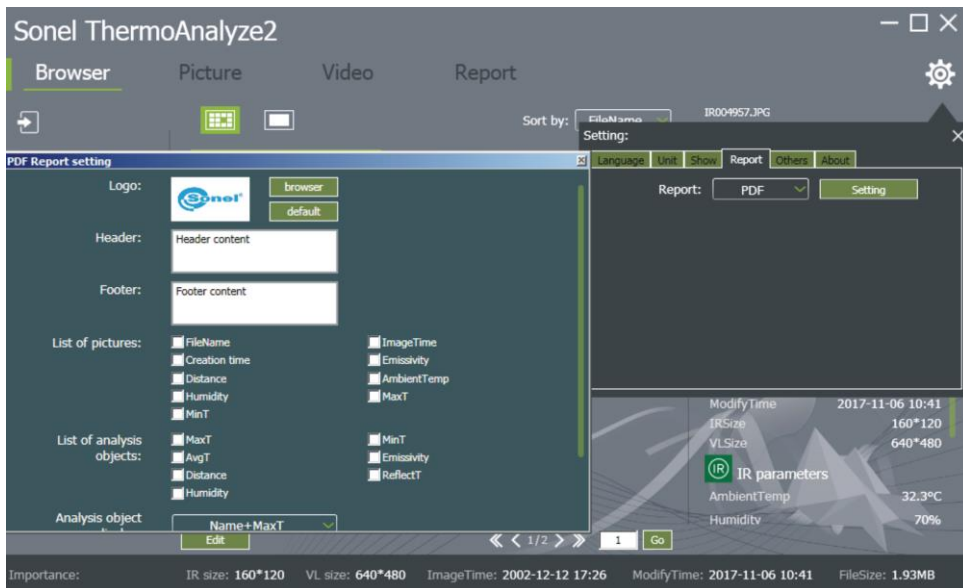 Sonel ThermoAnalyze2
Browser Picture Video Report
Sort by: FileName IR004957.JPG
Setting:
Language Unit Show Report Others About
Report: PDF Setting
PDF Report setting
Logo: Sonel browser
default
Header: Header content
Footer: Footer content
List of pictures: FileName ImageTime
Creation time Emissivity
Distance AmbientTemp
Humidity MaxT
MinT
List of analysis objects: MaxT MinT
AvgT Emissivity
Distance ReflectT
Humidity
Analysis object
Name+MaxT
Edit
1/2 1 Go
ModifyTime 2017-11-06 10:41
IRSize 160*120
VLSize 640*480
IR IR parameters
AmbientTemp 32.3ºC
Humidity 70%
Importance: IR size: 160*120 VL size: 640*480 ImageTime: 2002-12-12 17:26 ModifyTime: 2017-11-06 10:41 FileSize: 1.93MB